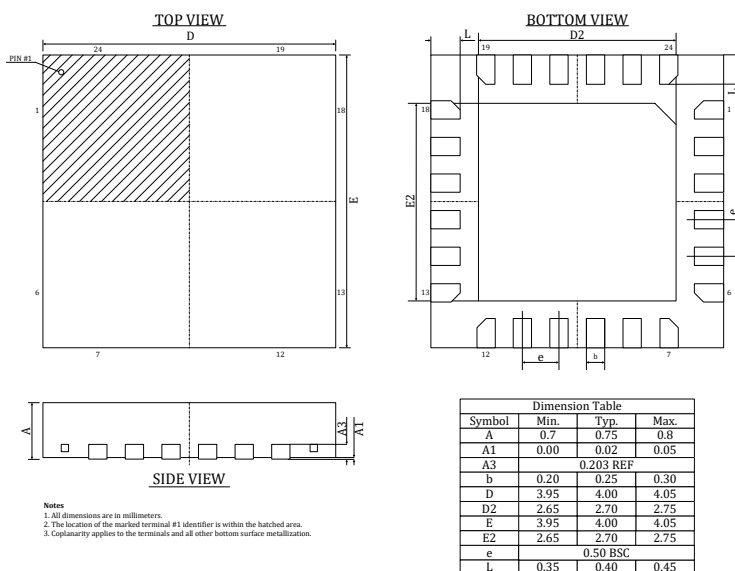 TOP VIEW
D
24
19
PIN #1
1
18
E
6
13
7
12
BOTTOM VIEW
L
D2
19
24
L
18
1
E2
e
13
6
12
7
e
b
A
A3
A1
SIDE VIEW
Notes
1. All dimensions are in millimeters.
2. The location of the marked terminal #1 identifier is within the hatched area.
3. Coplanarity applies to the terminals and all other bottom surface metallization.
Dimension Table
Symbol Min. Typ. Max.
A 0.7 0.75 0.8
A1 0.00 0.02 0.05
A3 0.203 REF
b 0.20 0.25 0.30
D 3.95 4.00 4.05
D2 2.65 2.70 2.75
E 3.95 4.00 4.05
E2 2.65 2.70 2.75
e 0.50 BSC
L 0.35 0.40 0.45